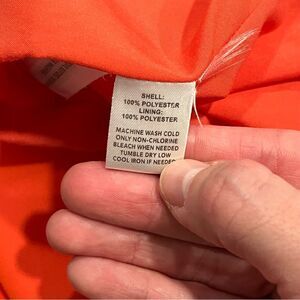 SHELL:
100% POLYESTER
LINING:
100% POLYESTER
MACHINE WASH COLD
ONLY NON-CHLORINE
BLEACH WHEN NEEDED
TUMBLE DRY LOW
COOL IRON IF NEEDED